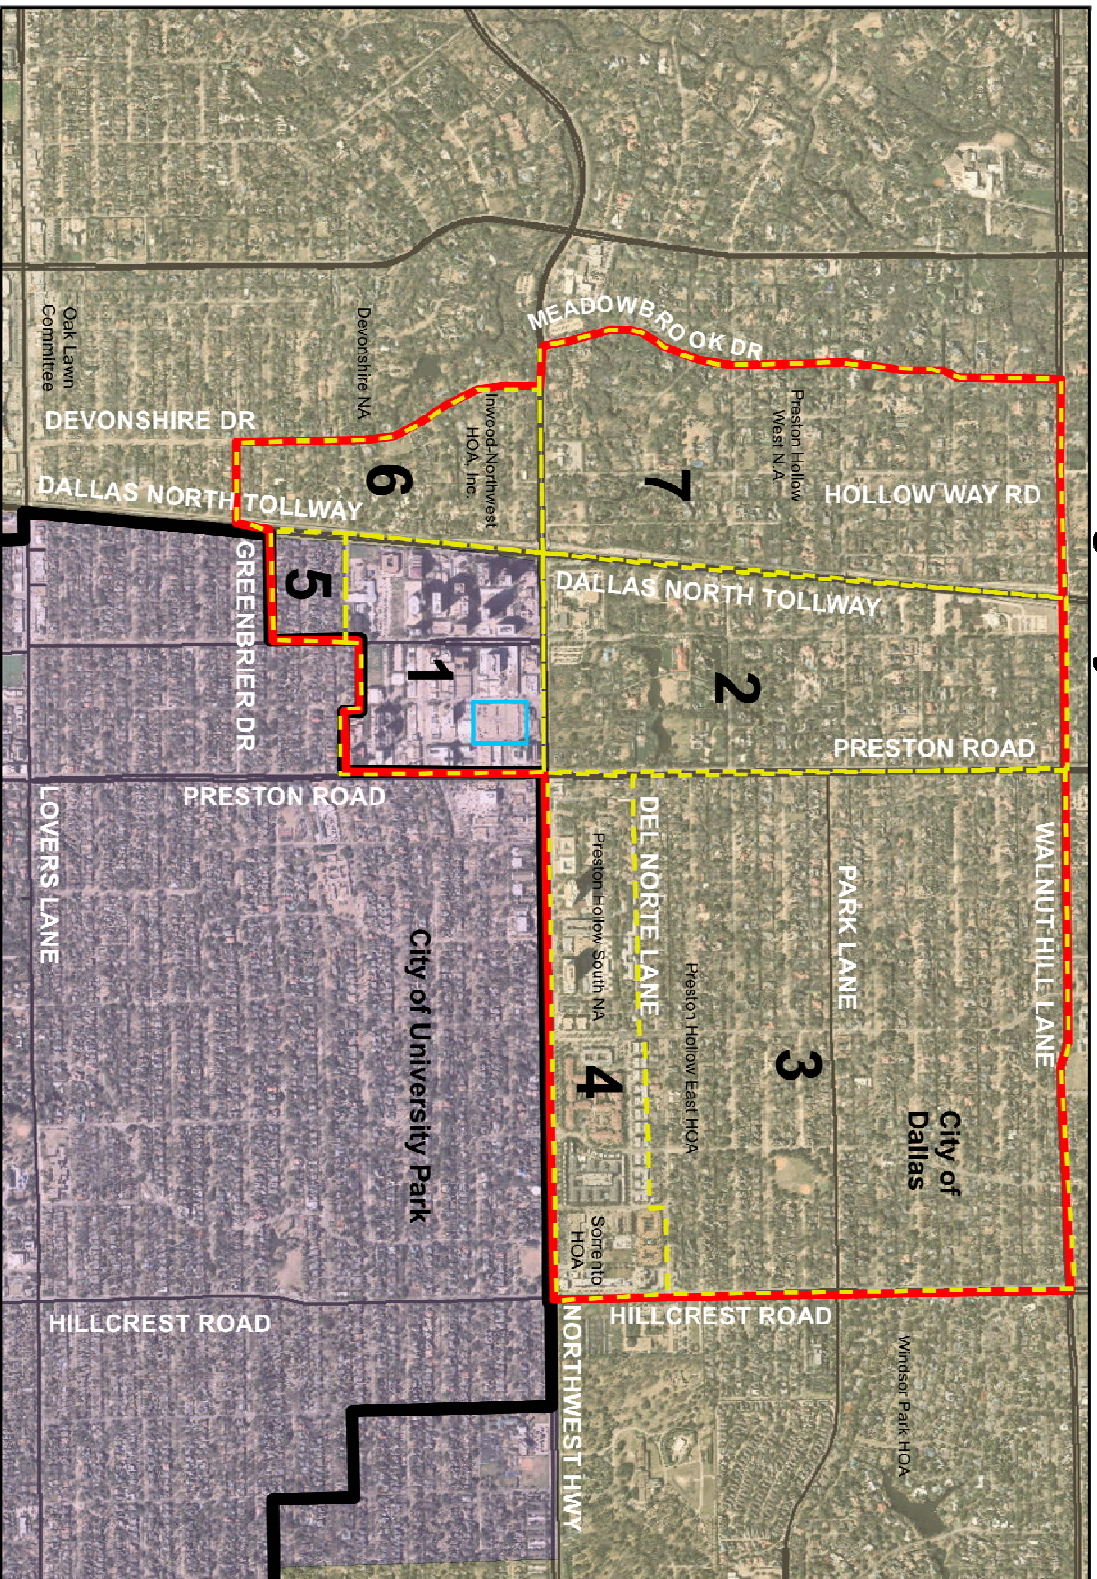 MEADOWBROOK DR
Oak Lawn
Committee
Devonshire NA
DEVONSHIRE DR
Inwood-Northwest
HOA, Inc.
Preston Hollow
West N.A
6
7
HOLLOW WAY RD
DALLAS NORTH TOLLWAY
GREENBRIER DR
5
DALLAS NORTH TOLLWAY
1
2
PRESTON ROAD
PRESTON ROAD
LOVERS LANE
DEL NORTE LANE
PARK LANE
WALNUT HILL LANE
Preston Hollow South NA
Preston Hollow East HOA
City of University Park
4
3
City of
Dallas
Sorrento
HOA
HILLCREST ROAD
HILLCREST ROAD
NORTHWEST HWY
Windsor Park HOA